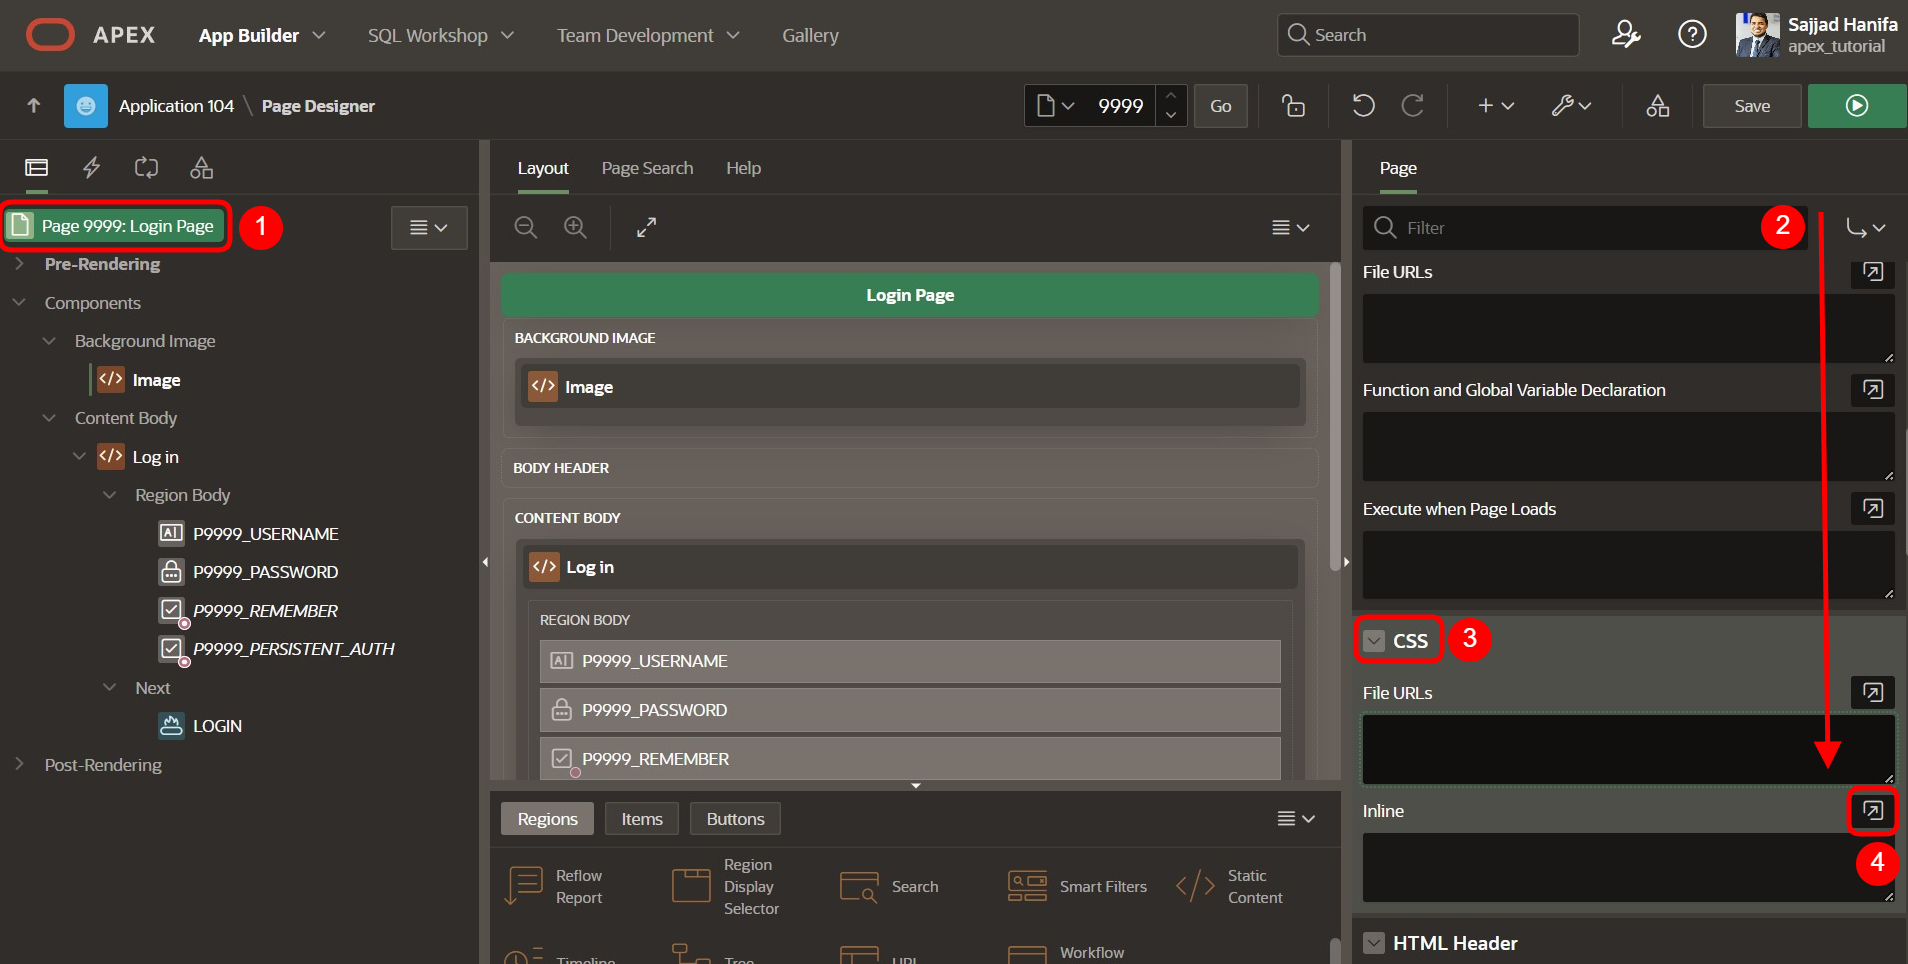 APEX
App Builder
SQL Workshop
Team Development
Gallery
Search
Sajjad Hanifa
apex_tutorial
Application 104 \ Page Designer
9999
Go
Save
Layout
Page Search
Help
Page
Page 9999: Login Page
1
Filter
2
Pre-Rendering
Components
Background Image
Image
Content Body
Log in
Region Body
P9999_USERNAME
P9999_PASSWORD
P9999_REMEMBER
P9999_PERSISTENT_AUTH
Next
LOGIN
Post-Rendering
Login Page
BACKGROUND IMAGE
Image
BODY HEADER
CONTENT BODY
Log in
REGION BODY
P9999_USERNAME
P9999_PASSWORD
P9999_REMEMBER
Regions
Items
Buttons
Reflow
Report
Region
Display
Selector
Search
Smart Filters
Static
Content
Timeline
Tree
URL
Workflow
File URLs
Function and Global Variable Declaration
Execute when Page Loads
CSS
3
File URLs
Inline
4
HTML Header